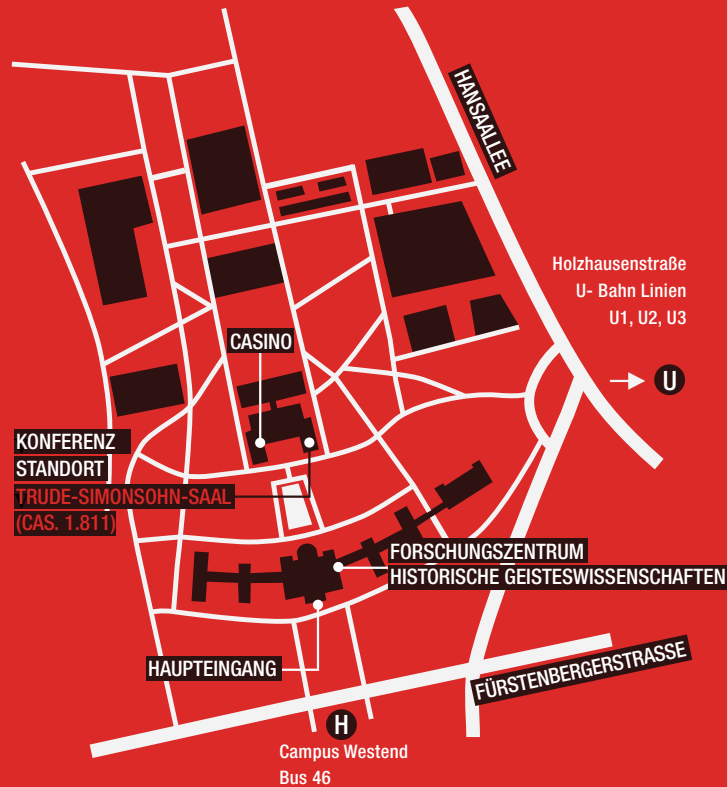 HANSAALLEE
Holzhausenstraße
U- Bahn Linien
U1, U2, U3
U
CASINO
KONFERENZ
STANDORT
TRUDE-SIMONSOHN-SAAL
(CAS. 1.811)
FORSCHUNGSZENTRUM
HISTORISCHE GEISTESWISSENSCHAFTEN
HAUPTEINGANG
FÜRSTENBERGERSTRASSE
H
Campus Westend
Bus 46